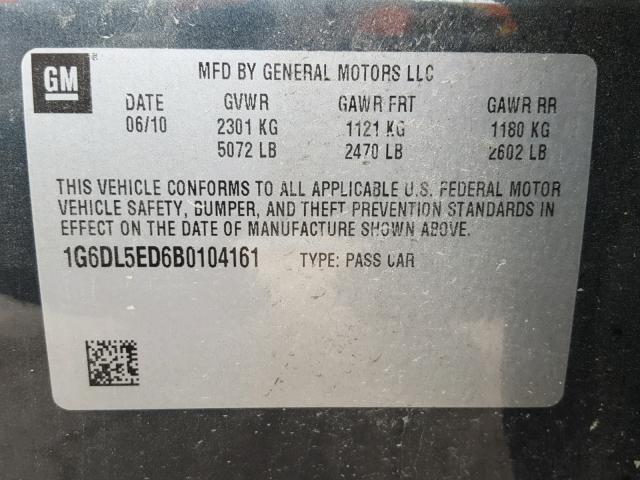 GM
MFD BY GENERAL MOTORS LLC
DATE GVWR GAWR FRT GAWR RR
06/10 2301 KG 1121 KG 1180 KG
5072 LB 2470 LB 2602 LB
THIS VEHICLE CONFORMS TO ALL APPLICABLE U.S. FEDERAL MOTOR
VEHICLE SAFETY, BUMPER, AND THEFT PREVENTION STANDARDS IN
EFFECT ON THE DATE OF MANUFACTURE SHOWN ABOVE.
1G6DL5ED6B0104161 TYPE: PASS CAR